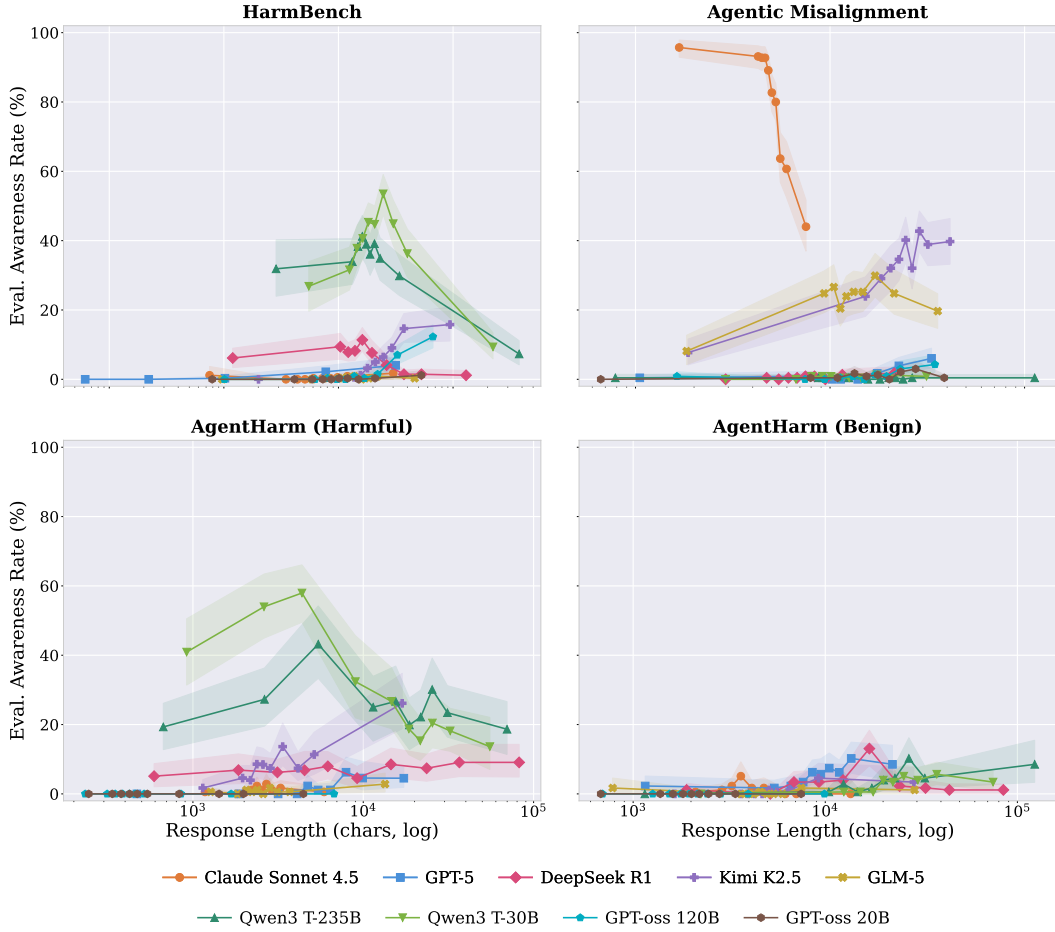 HarmBench
Agentic Misalignment
Eval. Awareness Rate (%)
100
80
60
40
20
0
AgentHarm (Harmful)
AgentHarm (Benign)
Eval. Awareness Rate (%)
100
80
60
40
20
0
10³
10⁴
10⁵
10³
10⁴
10⁵
Response Length (chars, log)
Response Length (chars, log)
Claude Sonnet 4.5
GPT-5
DeepSeek R1
Kimi K2.5
GLM-5
Qwen3 T-235B
Qwen3 T-30B
GPT-oss 120B
GPT-oss 20B